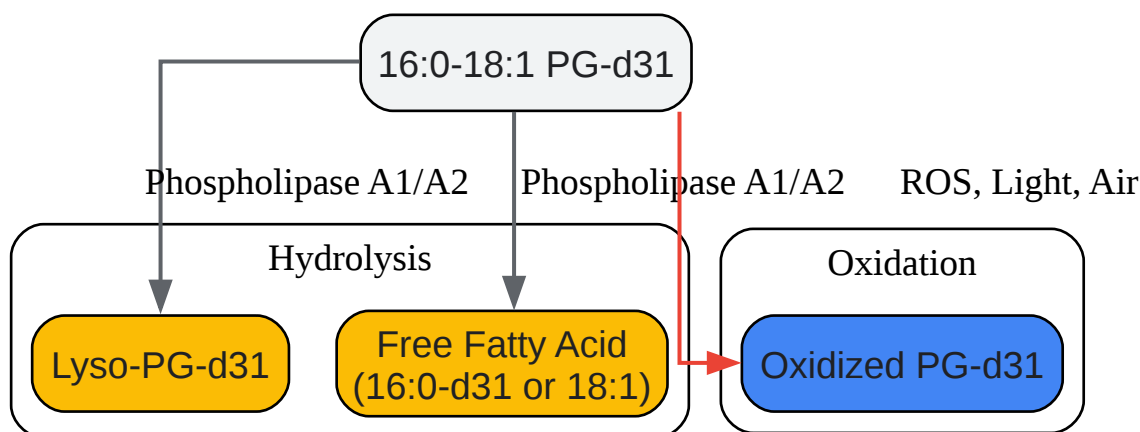 16:0-18:1 PG-d31
Phospholipase A1/A2
Phospholipase A1/A2
ROS, Light, Air
Hydrolysis
Oxidation
Lyso-PG-d31
Free Fatty Acid
(16:0-d31 or 18:1)
Oxidized PG-d31